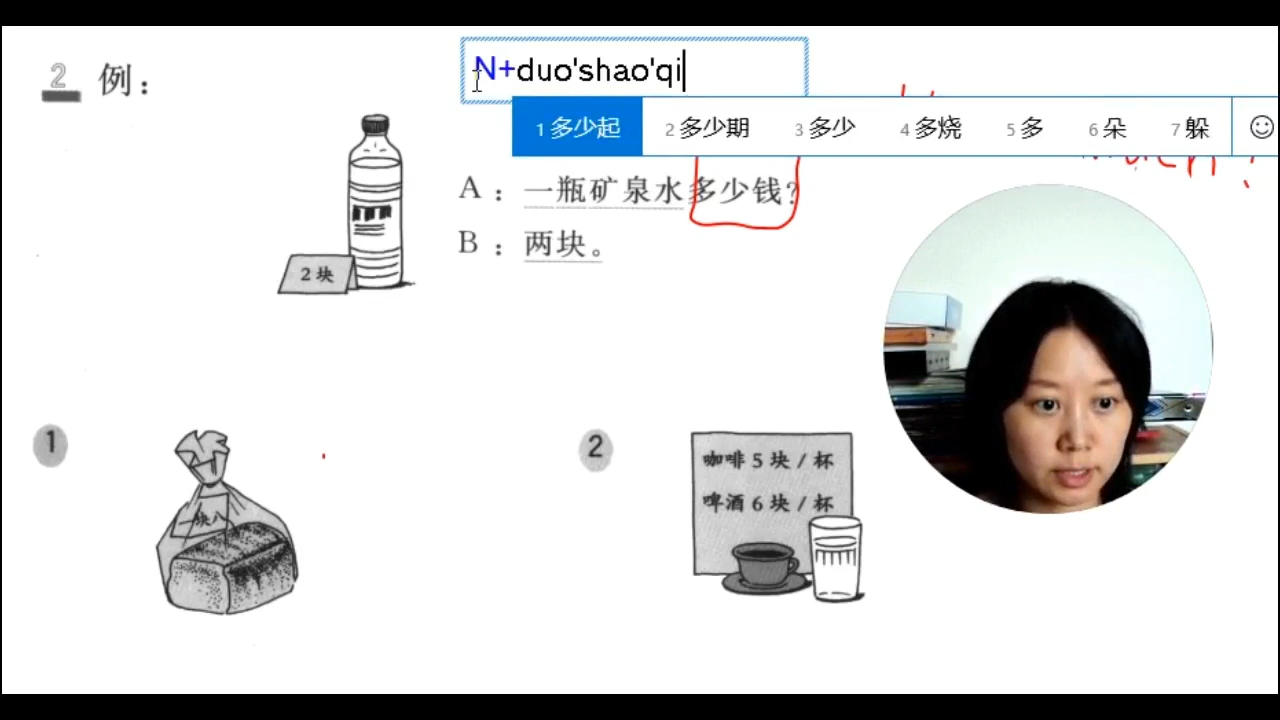 2 例：
N+duo'shao'qi
1 多少起 2 多少期 3 多少 4 多烧 5 多 6 朵 7 躲
A：一瓶矿泉水多少钱？
B：两块。
2块
1
一块八
2
咖啡 5 块 / 杯
啤酒 6 块 / 杯